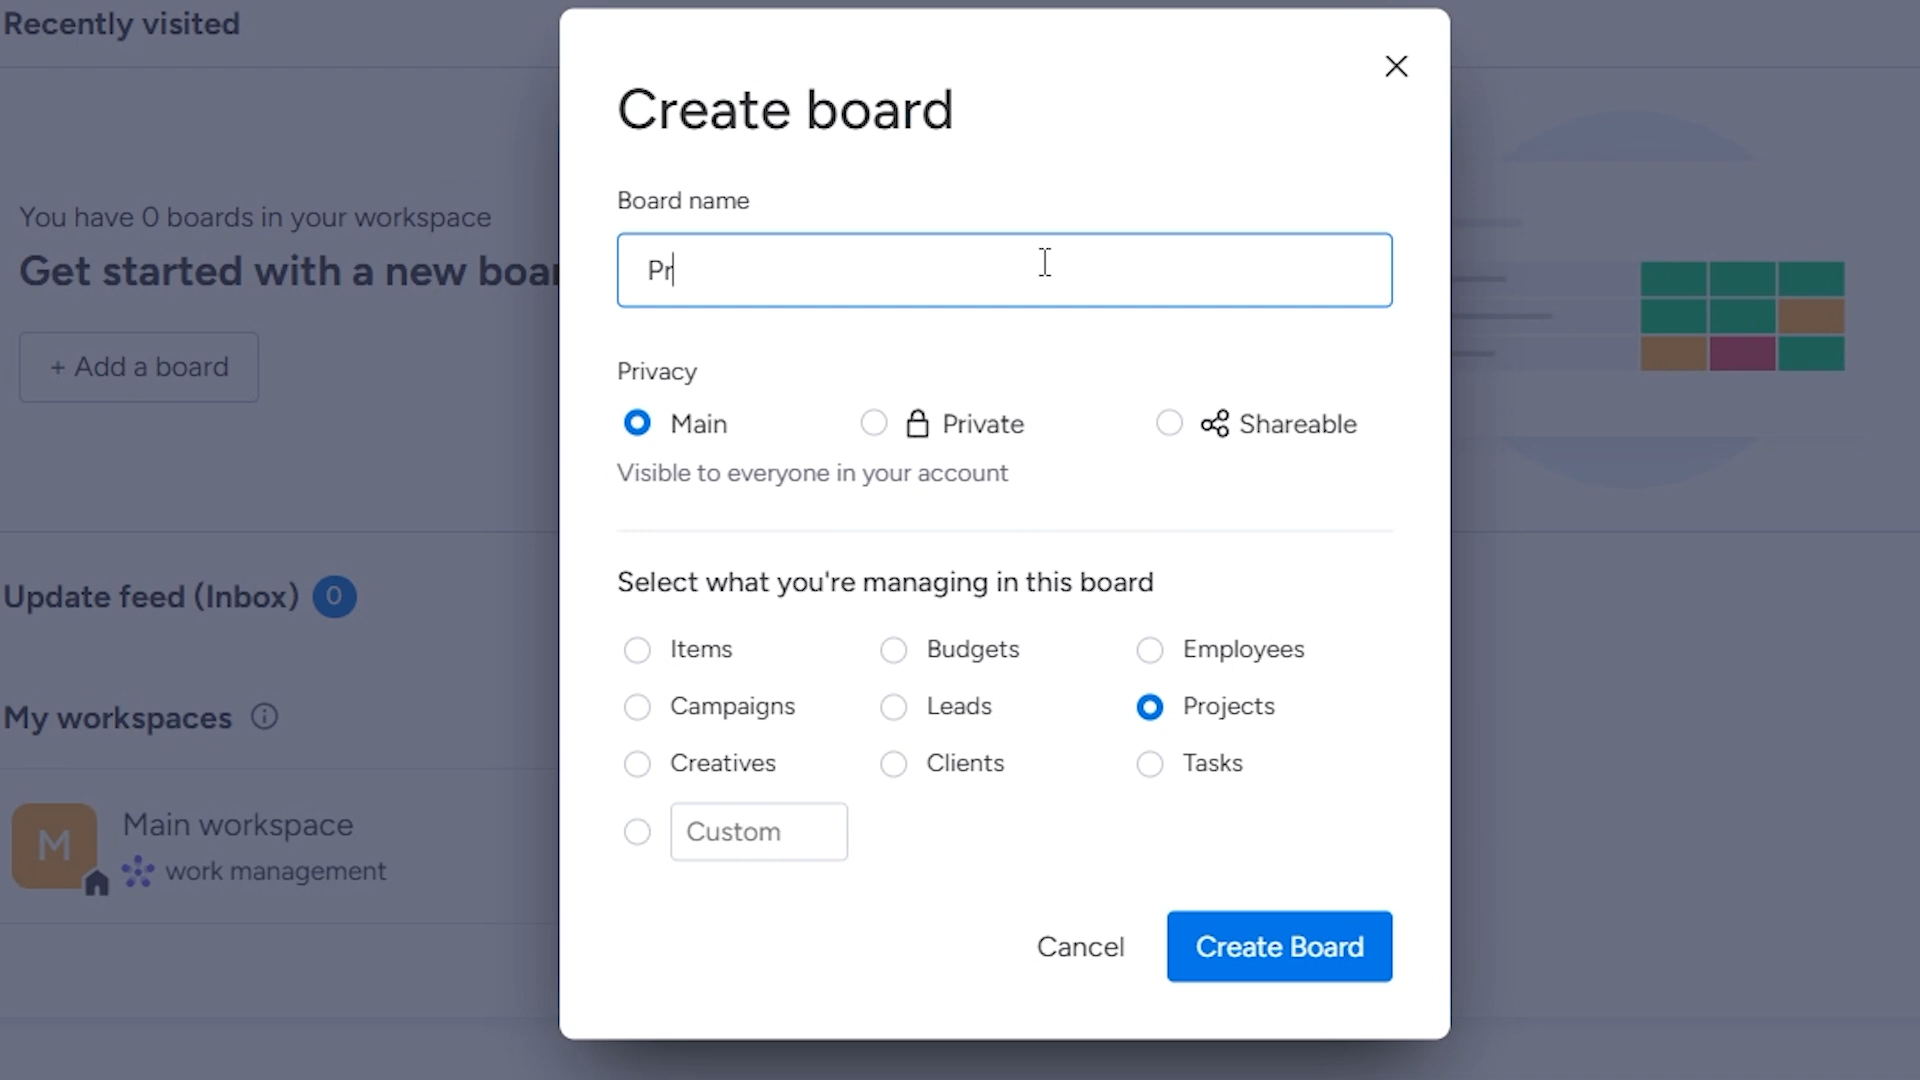 Recently visited
You have 0 boards in your workspace
Get started with a new boar
+ Add a board
Update feed (Inbox) 0
My workspaces
M
Main workspace
work management
Create board
Board name
Pr
Privacy
Main Private Shareable
Visible to everyone in your account
Select what you're managing in this board
Items Budgets Employees
Campaigns Leads Projects
Creatives Clients Tasks
Custom
Cancel Create Board